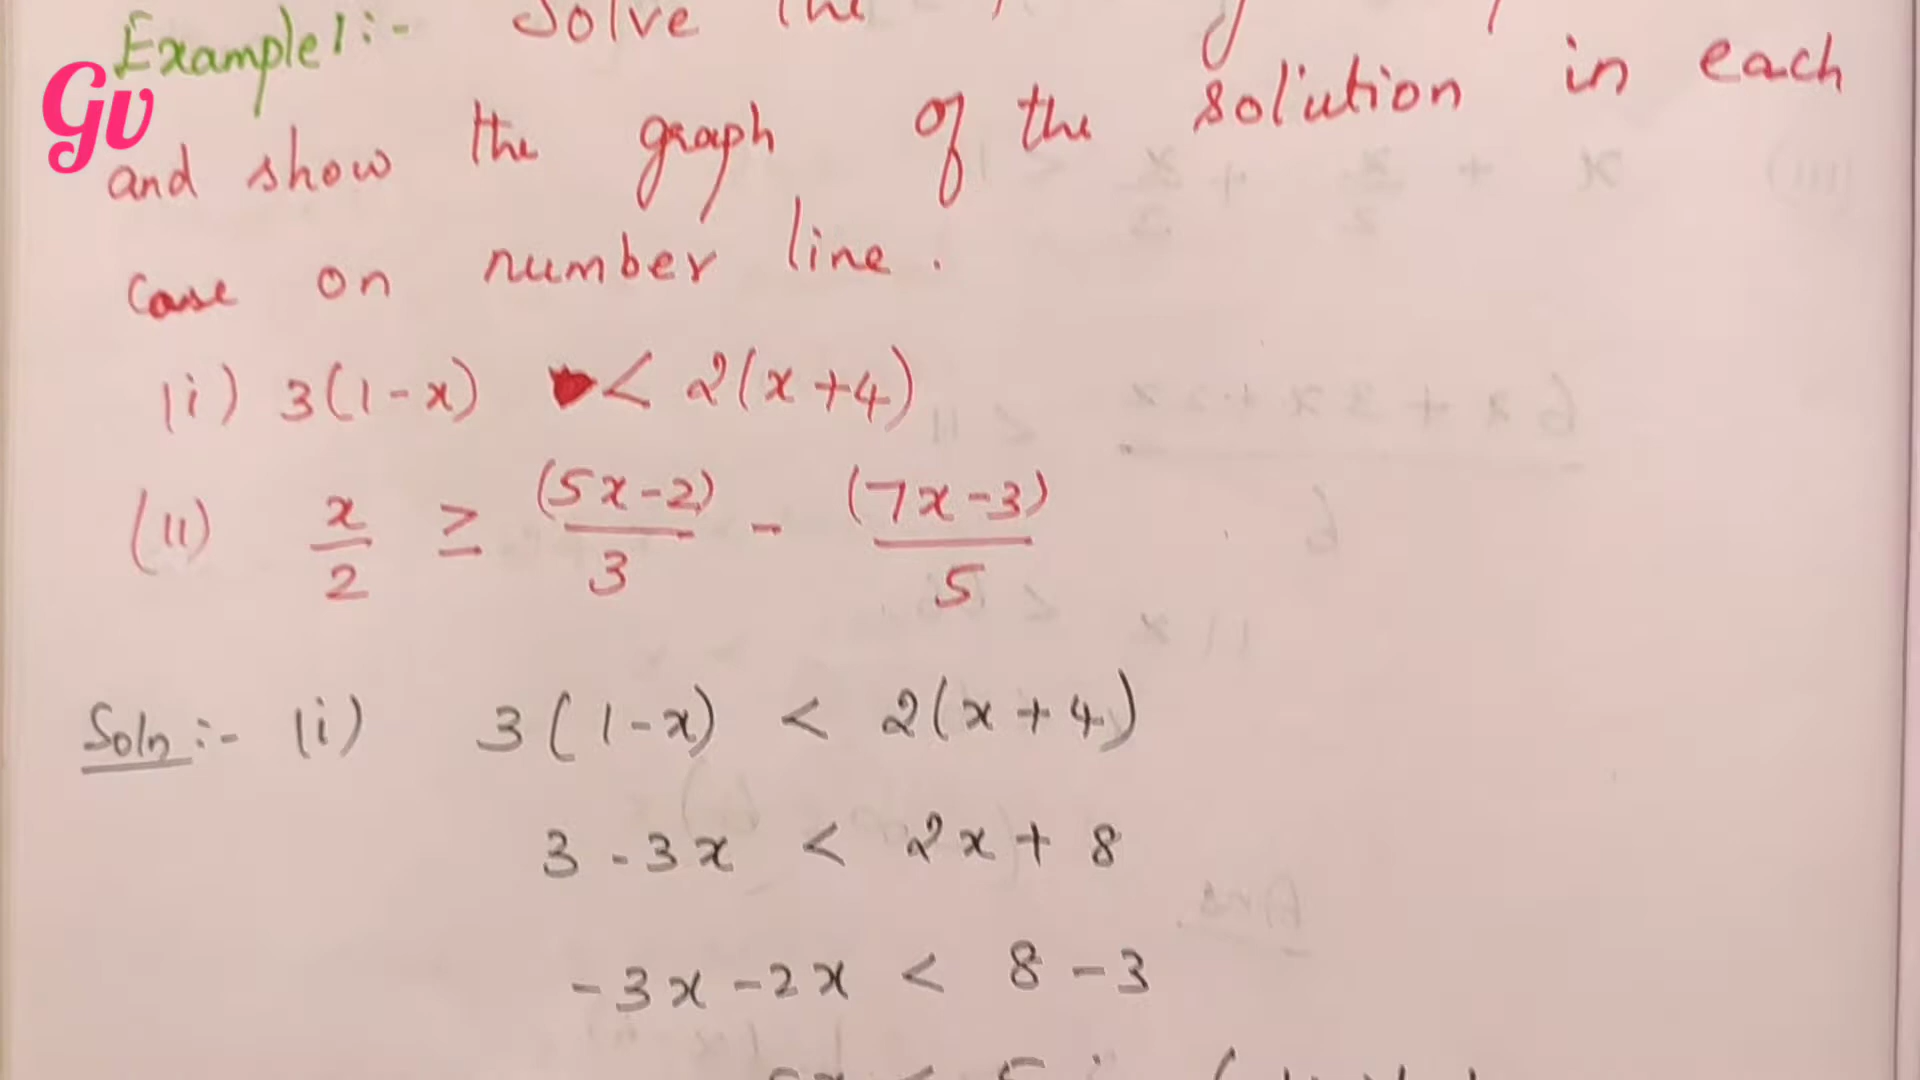 Example1:- Solve the
Gv
and show the graph of the solution in each
case on number line.
(i) 3(1-x) < 2(x+4)
(ii) x/2 ≥ (5x-2)/3 - (7x-3)/5
Soln:- (i) 3(1-x) < 2(x+4)
3-3x < 2x+8
-3x-2x < 8-3